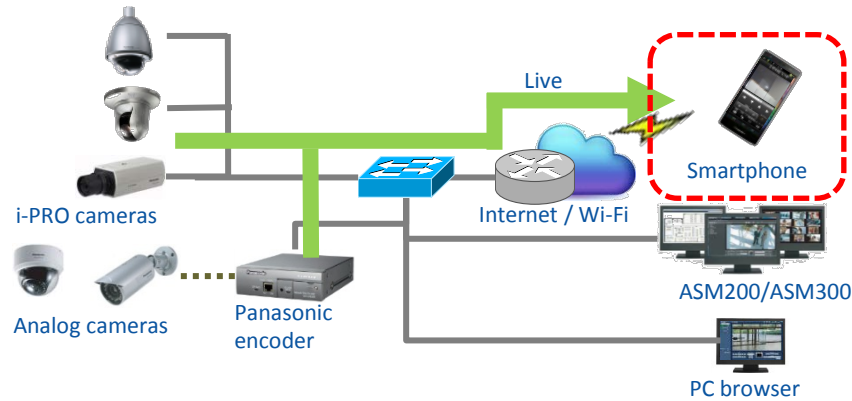 Live
Smartphone
i-PRO cameras
Internet / Wi-Fi
Analog cameras
Panasonic
encoder
ASM200/ASM300
PC browser